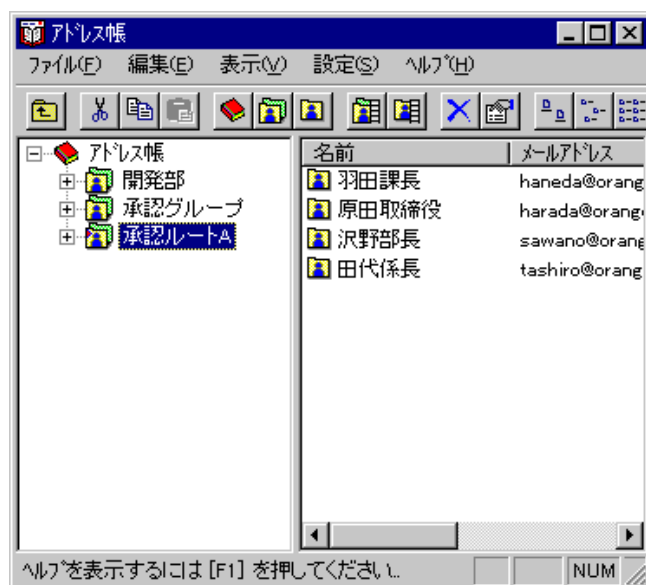 アドレス帳
ファイル(F) 編集(E) 表示(V) 設定(S) ヘルプ(H)
アドレス帳
開発部
承認グループ
承認ルートA
名前 メールアドレス
羽田課長 haneda@orang
原田取締役 harada@orang
沢野部長 sawano@orang
田代係長 tashiro@orang
ヘルプを表示するには [F1] を押してください..
NUM